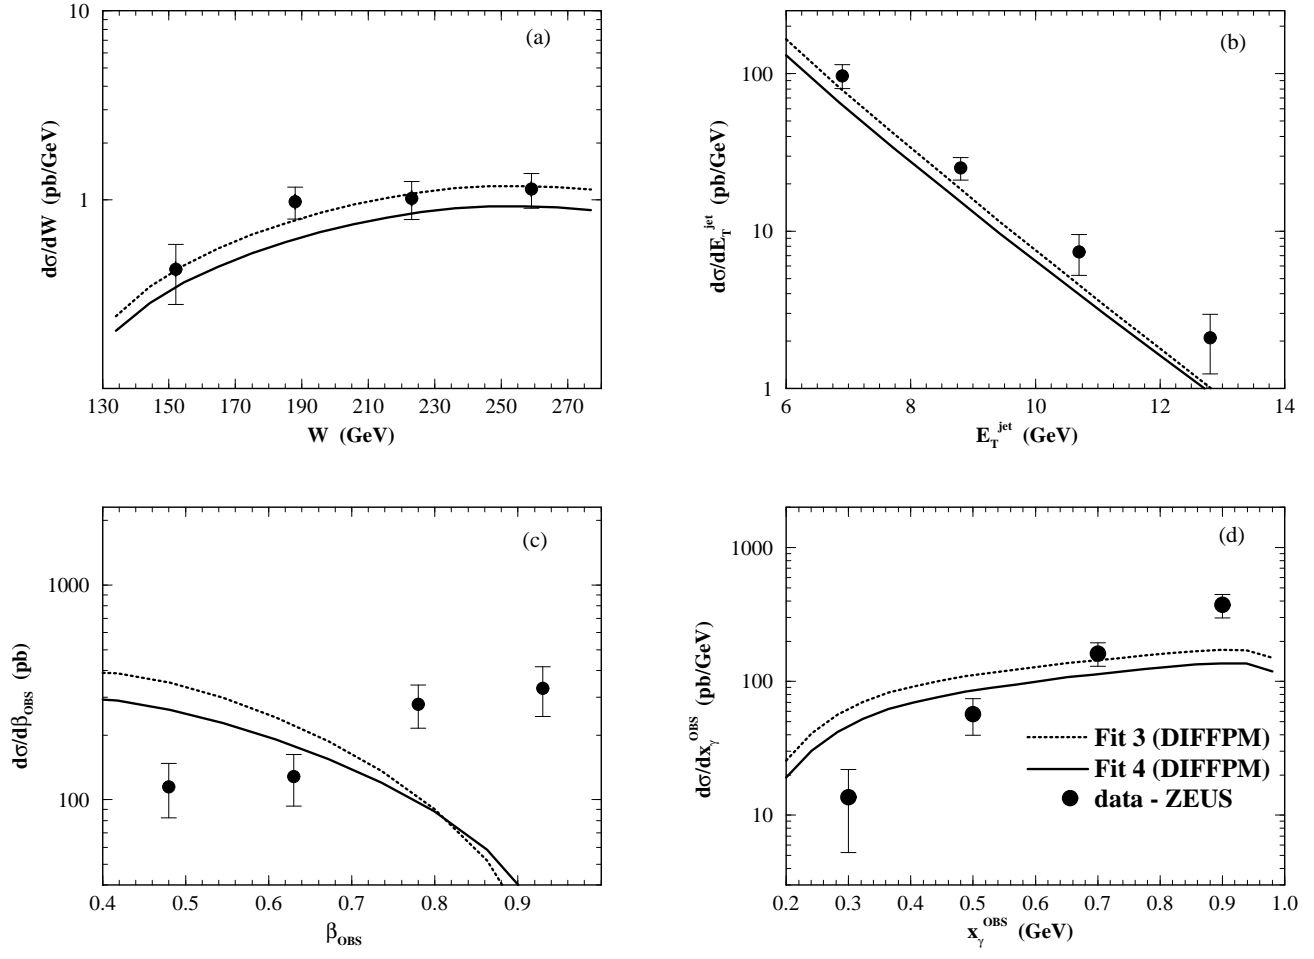 (a)
10
1
dσ/dW (pb/GeV)
130 150 170 190 210 230 250 270
W (GeV)
(b)
100
10
1
dσ/dE_T^jet (pb/GeV)
6 8 10 12 14
E_T^jet (GeV)
(c)
1000
100
dσ/dβ_OBS (pb)
0.4 0.5 0.6 0.7 0.8 0.9
β_OBS
(d)
1000
100
10
dσ/dx_γ^OBS (pb/GeV)
Fit 3 (DIFFPM)
Fit 4 (DIFFPM)
data - ZEUS
0.2 0.3 0.4 0.5 0.6 0.7 0.8 0.9 1.0
x_γ^OBS (GeV)